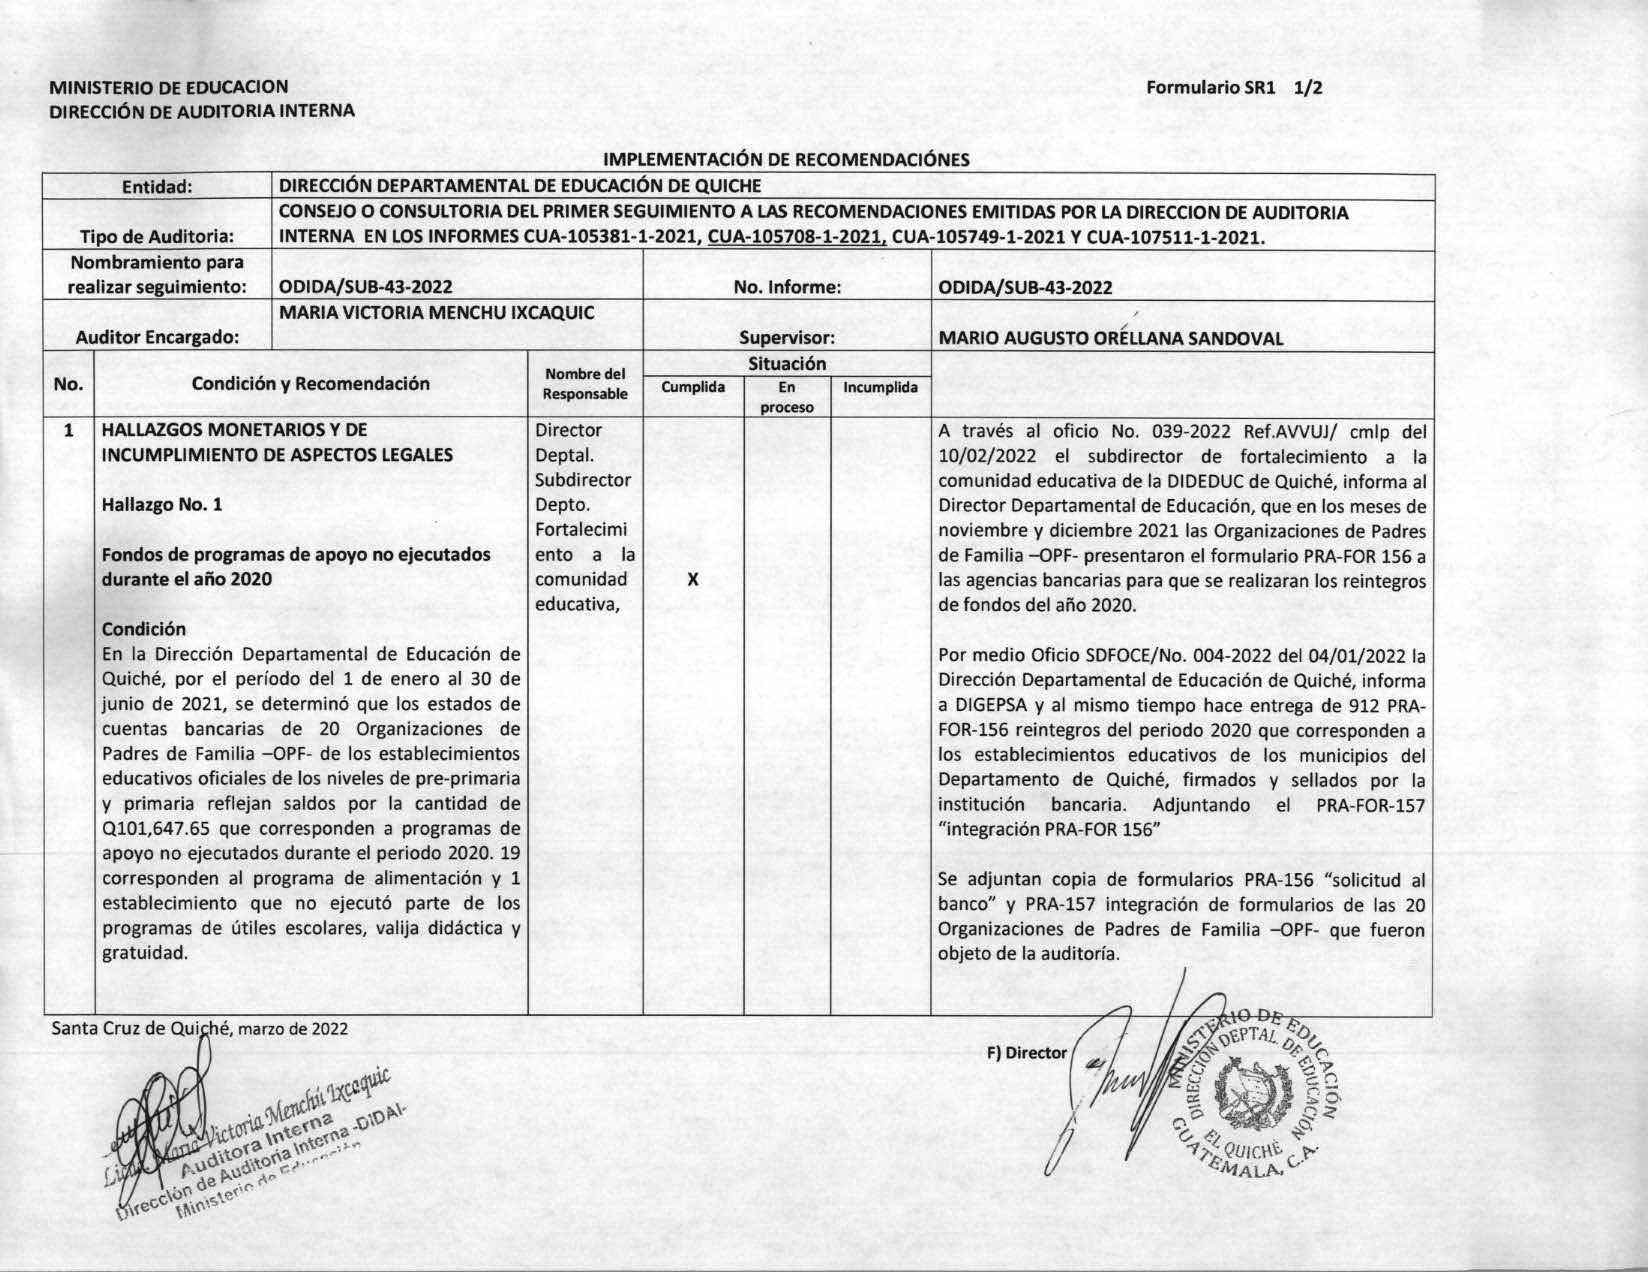 MINISTERIO DE EDUCACION
DIRECCIÓN DE AUDITORIA INTERNA
Formulario SR1 1/2
IMPLEMENTACIÓN DE RECOMENDACIÓNES
Entidad:
DIRECCIÓN DEPARTAMENTAL DE EDUCACIÓN DE QUICHE
Tipo de Auditoria:
CONSEJO O CONSULTORIA DEL PRIMER SEGUIMIENTO A LAS RECOMENDACIONES EMITIDAS POR LA DIRECCION DE AUDITORIA
INTERNA EN LOS INFORMES CUA-105381-1-2021, CUA-105708-1-2021, CUA-105749-1-2021 Y CUA-107511-1-2021.
Nombramiento para
realizar seguimiento:
ODIDA/SUB-43-2022
No. Informe:
ODIDA/SUB-43-2022
Auditor Encargado:
MARIA VICTORIA MENCHU IXCAQUIC
Supervisor:
MARIO AUGUSTO ORÉLLANA SANDOVAL
No.
Condición y Recomendación
Nombre del
Responsable
Situación
Cumplida
En
proceso
Incumplida
1
HALLAZGOS MONETARIOS Y DE
INCUMPLIMIENTO DE ASPECTOS LEGALES
Hallazgo No. 1
Fondos de programas de apoyo no ejecutados
durante el año 2020
Condición
En la Dirección Departamental de Educación de
Quiché, por el período del 1 de enero al 30 de
junio de 2021, se determinó que los estados de
cuentas bancarias de 20 Organizaciones de
Padres de Familia –OPF- de los establecimientos
educativos oficiales de los niveles de pre-primaria
y primaria reflejan saldos por la cantidad de
Q101,647.65 que corresponden a programas de
apoyo no ejecutados durante el periodo 2020. 19
corresponden al programa de alimentación y 1
establecimiento que no ejecutó parte de los
programas de útiles escolares, valija didáctica y
gratuidad.
Director
Deptal.
Subdirector
Depto.
Fortalecimi
ento a la
comunidad
educativa,
X
A través al oficio No. 039-2022 Ref.AVVUJ/ cmlp del
10/02/2022 el subdirector de fortalecimiento a la
comunidad educativa de la DIDEDUC de Quiché, informa al
Director Departamental de Educación, que en los meses de
noviembre y diciembre 2021 las Organizaciones de Padres
de Familia –OPF- presentaron el formulario PRA-FOR 156 a
las agencias bancarias para que se realizaran los reintegros
de fondos del año 2020.
Por medio Oficio SDFOCE/No. 004-2022 del 04/01/2022 la
Dirección Departamental de Educación de Quiché, informa
a DIGEPSA y al mismo tiempo hace entrega de 912 PRA-
FOR-156 reintegros del periodo 2020 que corresponden a
los establecimientos educativos de los municipios del
Departamento de Quiché, firmados y sellados por la
institución bancaria. Adjuntando el PRA-FOR-157
“integración PRA-FOR 156”
Se adjuntan copia de formularios PRA-156 “solicitud al
banco” y PRA-157 integración de formularios de las 20
Organizaciones de Padres de Familia –OPF- que fueron
objeto de la auditoría.
Santa Cruz de Quiché, marzo de 2022
Licda. Maria Victoria Menchú Ixcaquic
Auditora Interna
Dirección de Auditoria Interna -DIDAI-
Ministerio de Educación
F) Director
MINISTERIO DE EDUCACIÓN
DIRECCIÓN DEPTAL. DE EDUCACIÓN
EL QUICHÉ
GUATEMALA, C.A.